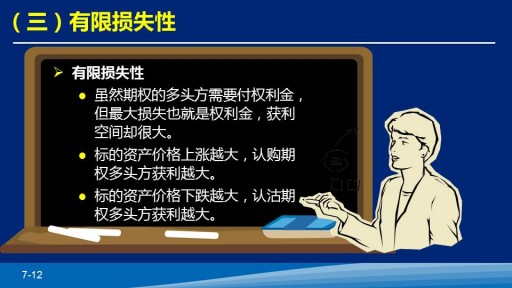 （三）有限损失性
➢ 有限损失性
● 虽然期权的多头方需要付权利金，
但最大损失也就是权利金，获利
空间却很大。
● 标的资产价格上涨越大，认购期
权多头方获利越大。
● 标的资产价格下跌越大，认沽期
权多头方获利越大。
7-12